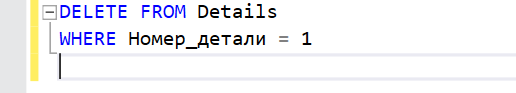 DELETE FROM Details
WHERE Номер_детали = 1